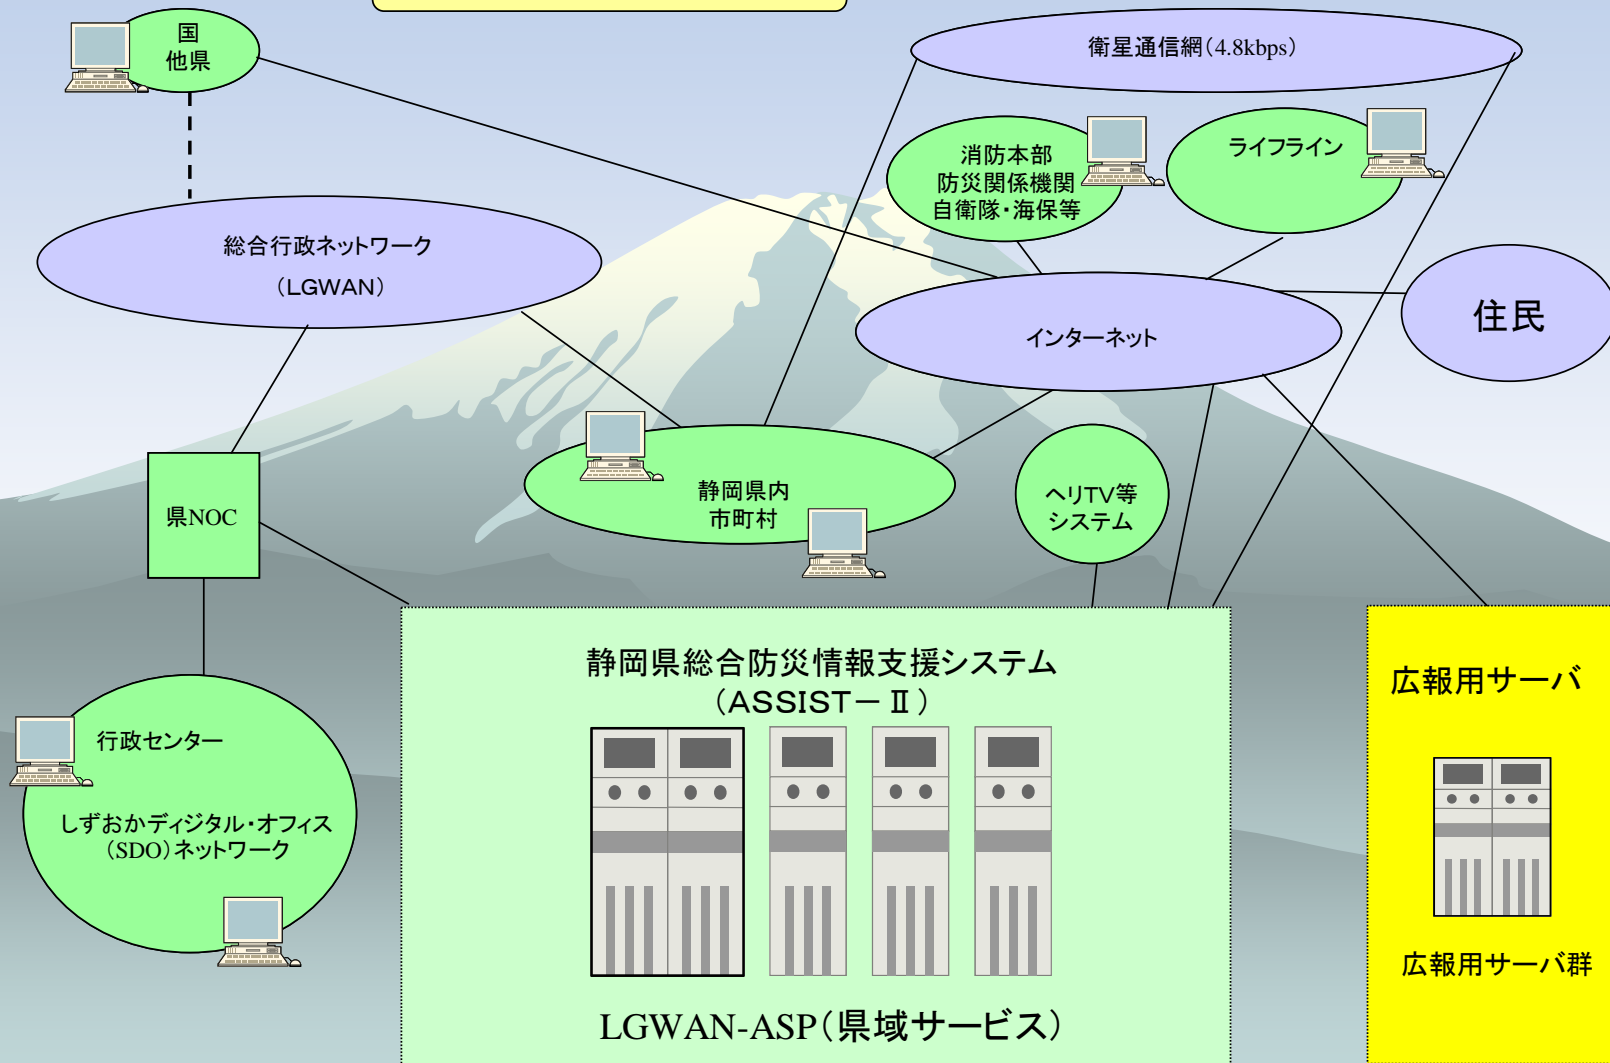 国
他県
衛星通信網(4.8kbps)
消防本部
防災関係機関
自衛隊・海保等
ライフライン
総合行政ネットワーク
(LGWAN)
インターネット
住民
静岡県内
市町村
ヘリTV等
システム
県NOC
静岡県総合防災情報支援システム
(ASSIST－Ⅱ)
広報用サーバ
行政センター
しずおかディジタル・オフィス
(SDO)ネットワーク
広報用サーバ群
LGWAN-ASP(県域サービス)